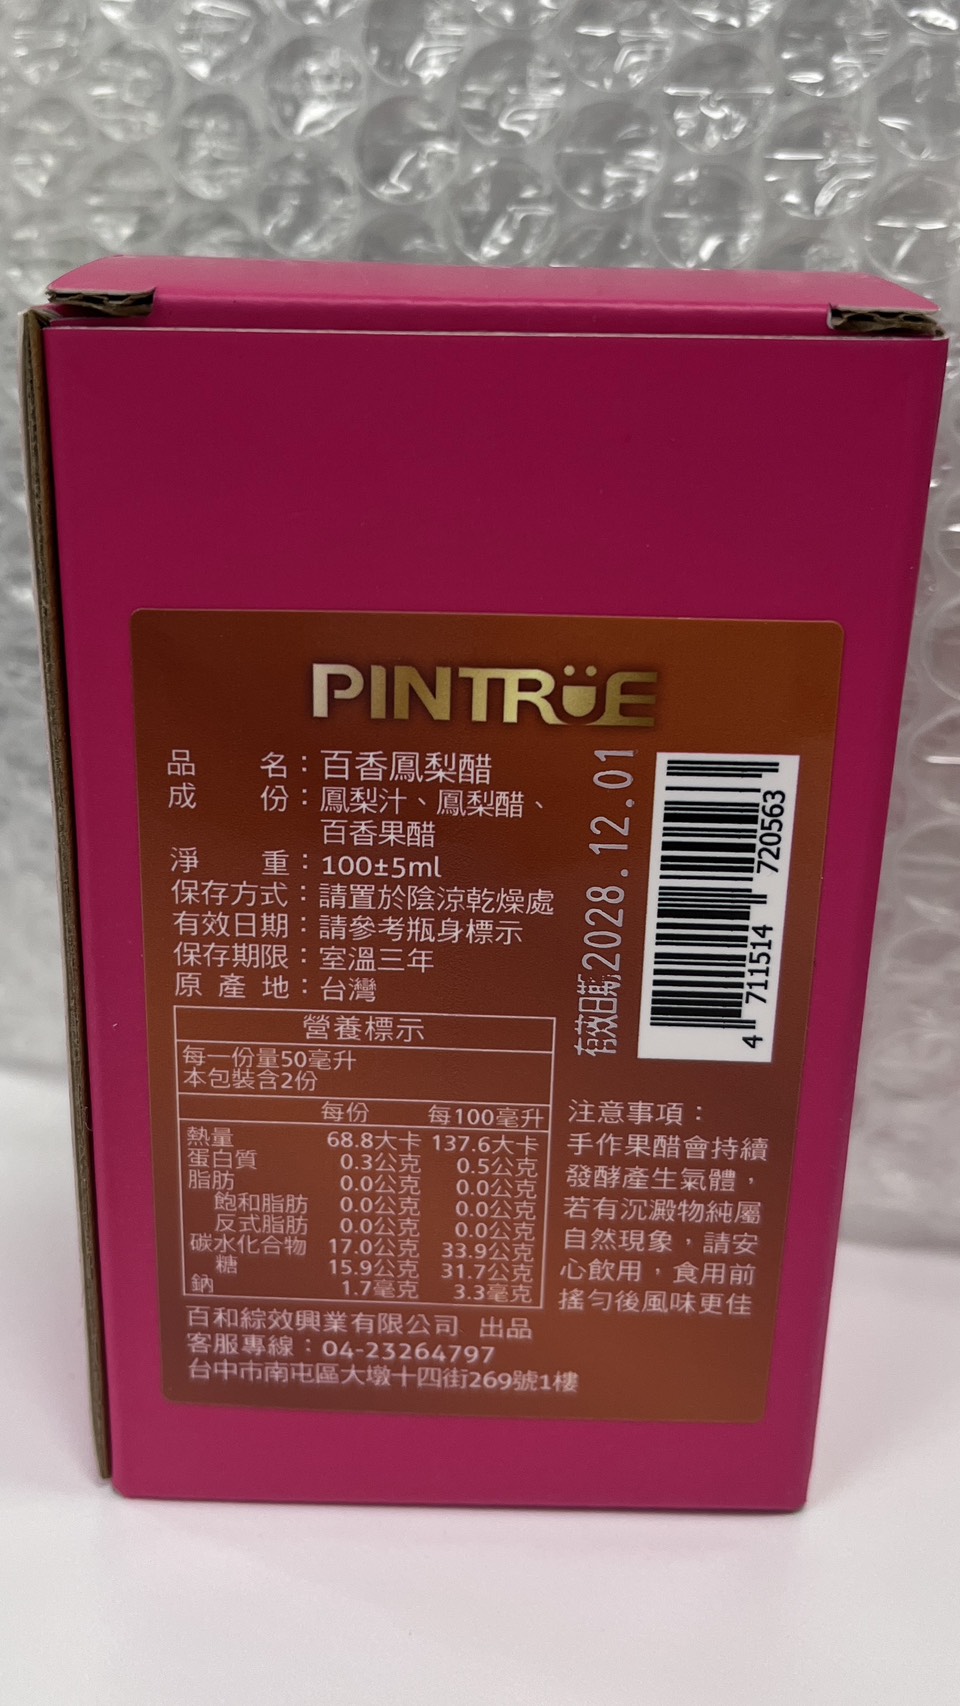 PINTRÜE
品名：百香鳳梨醋
成份：鳳梨汁、鳳梨醋、
百香果醋
淨重：100±5ml
保存方式：請置於陰涼乾燥處
有效日期：請參考瓶身標示
保存期限：室溫三年
原產地：台灣
營養標示
每一份量50毫升
本包裝含2份
每份 每100毫升
熱量 68.8大卡 137.6大卡
蛋白質 0.3公克 0.5公克
脂肪 0.0公克 0.0公克
飽和脂肪 0.0公克 0.0公克
反式脂肪 0.0公克 0.0公克
碳水化合物 17.0公克 33.9公克
糖 15.9公克 31.7公克
鈉 1.7毫克 3.3毫克
百和綜效興業有限公司 出品
客服專線：04-23264797
台中市南屯區大墩十四街269號1樓
有效日期2028.12.01
4 711514 720563
注意事項：
手作果醋會持續
發酵產生氣體，
若有沉澱物純屬
自然現象，請安
心飲用，食用前
搖勻後風味更佳